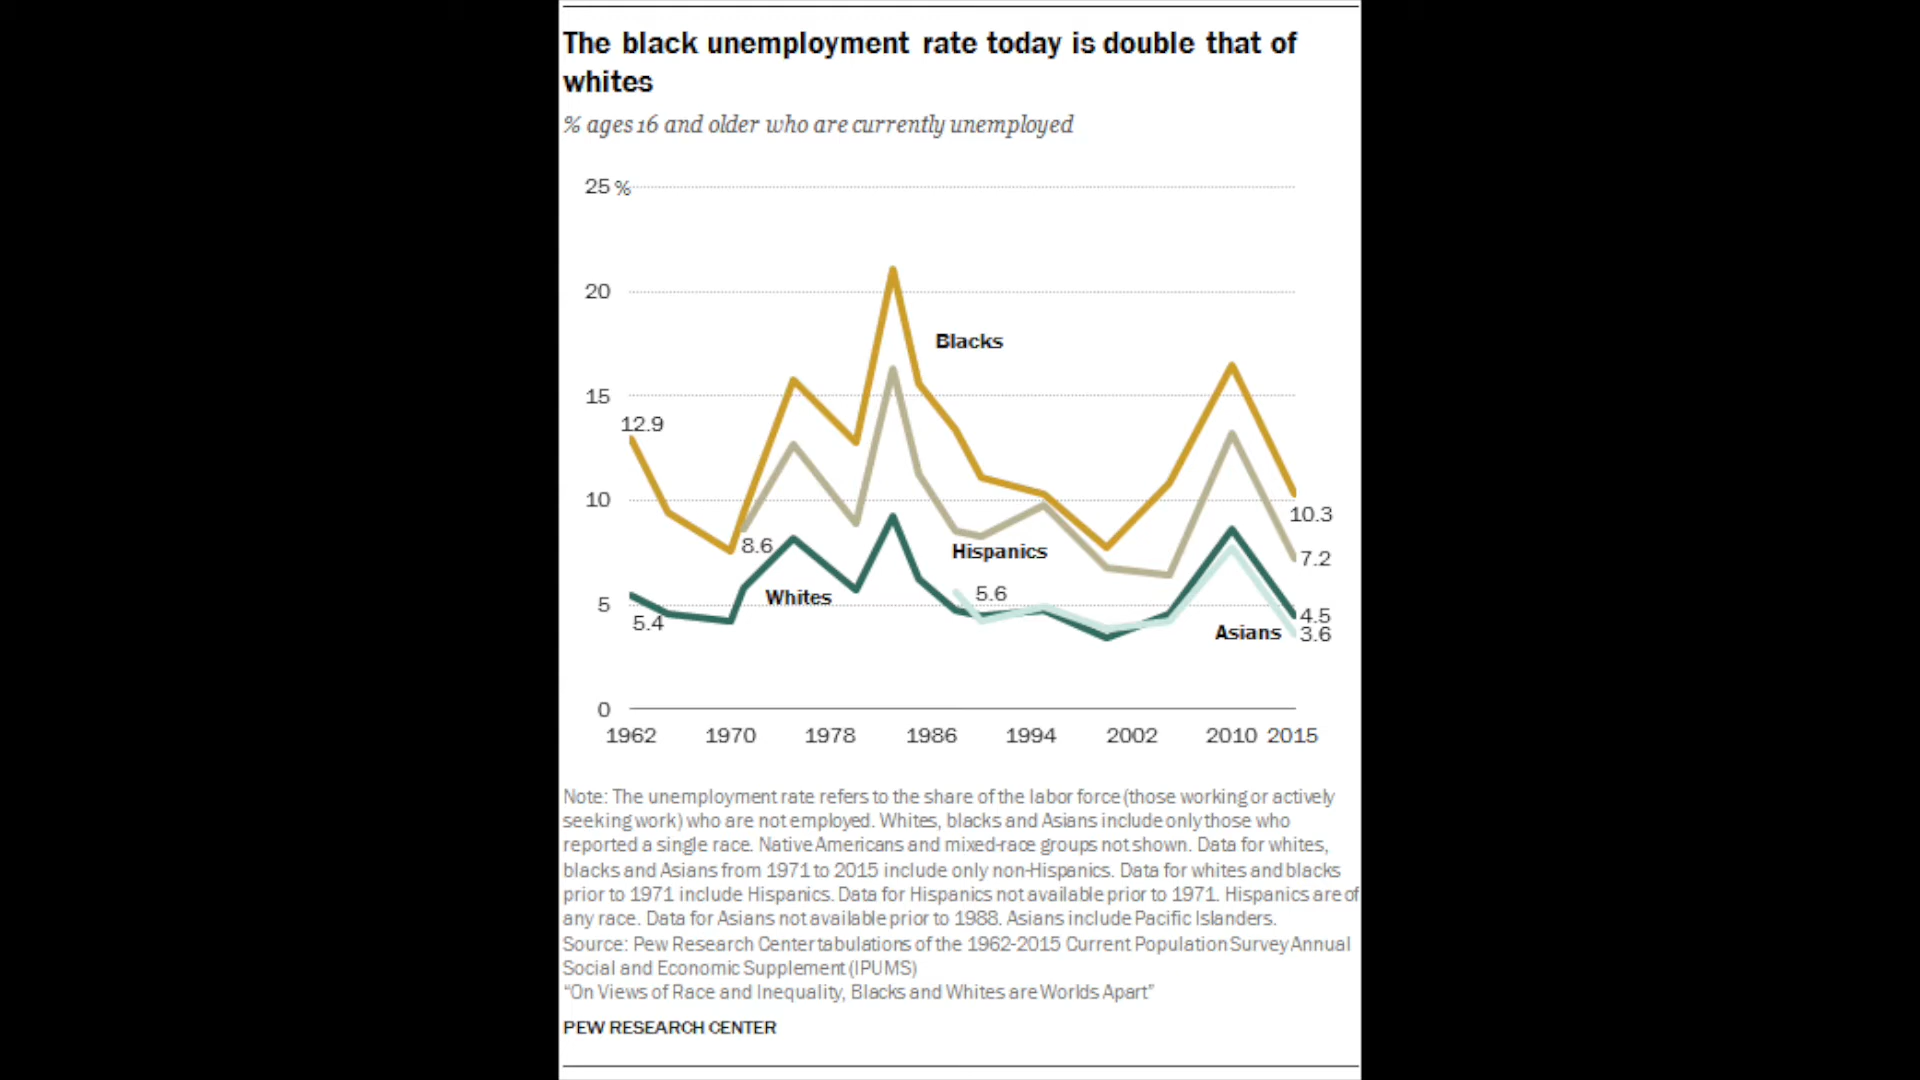 The black unemployment rate today is double that of
whites
% ages 16 and older who are currently unemployed
25 %
20
Blacks
15
12.9
10
10.3
8.6
Hispanics
7.2
5.6
Whites
5
5.4
4.5
Asians
3.6
0
1962 1970 1978 1986 1994 2002 2010 2015
Note: The unemployment rate refers to the share of the labor force (those working or actively
seeking work) who are not employed. Whites, blacks and Asians include only those who
reported a single race. Native Americans and mixed-race groups not shown. Data for whites,
blacks and Asians from 1971 to 2015 include only non-Hispanics. Data for whites and blacks
prior to 1971 include Hispanics. Data for Hispanics not available prior to 1971. Hispanics are of
any race. Data for Asians not available prior to 1988. Asians include Pacific Islanders.
Source: Pew Research Center tabulations of the 1962-2015 Current Population Survey Annual
Social and Economic Supplement (IPUMS)
“On Views of Race and Inequality, Blacks and Whites are Worlds Apart”
PEW RESEARCH CENTER